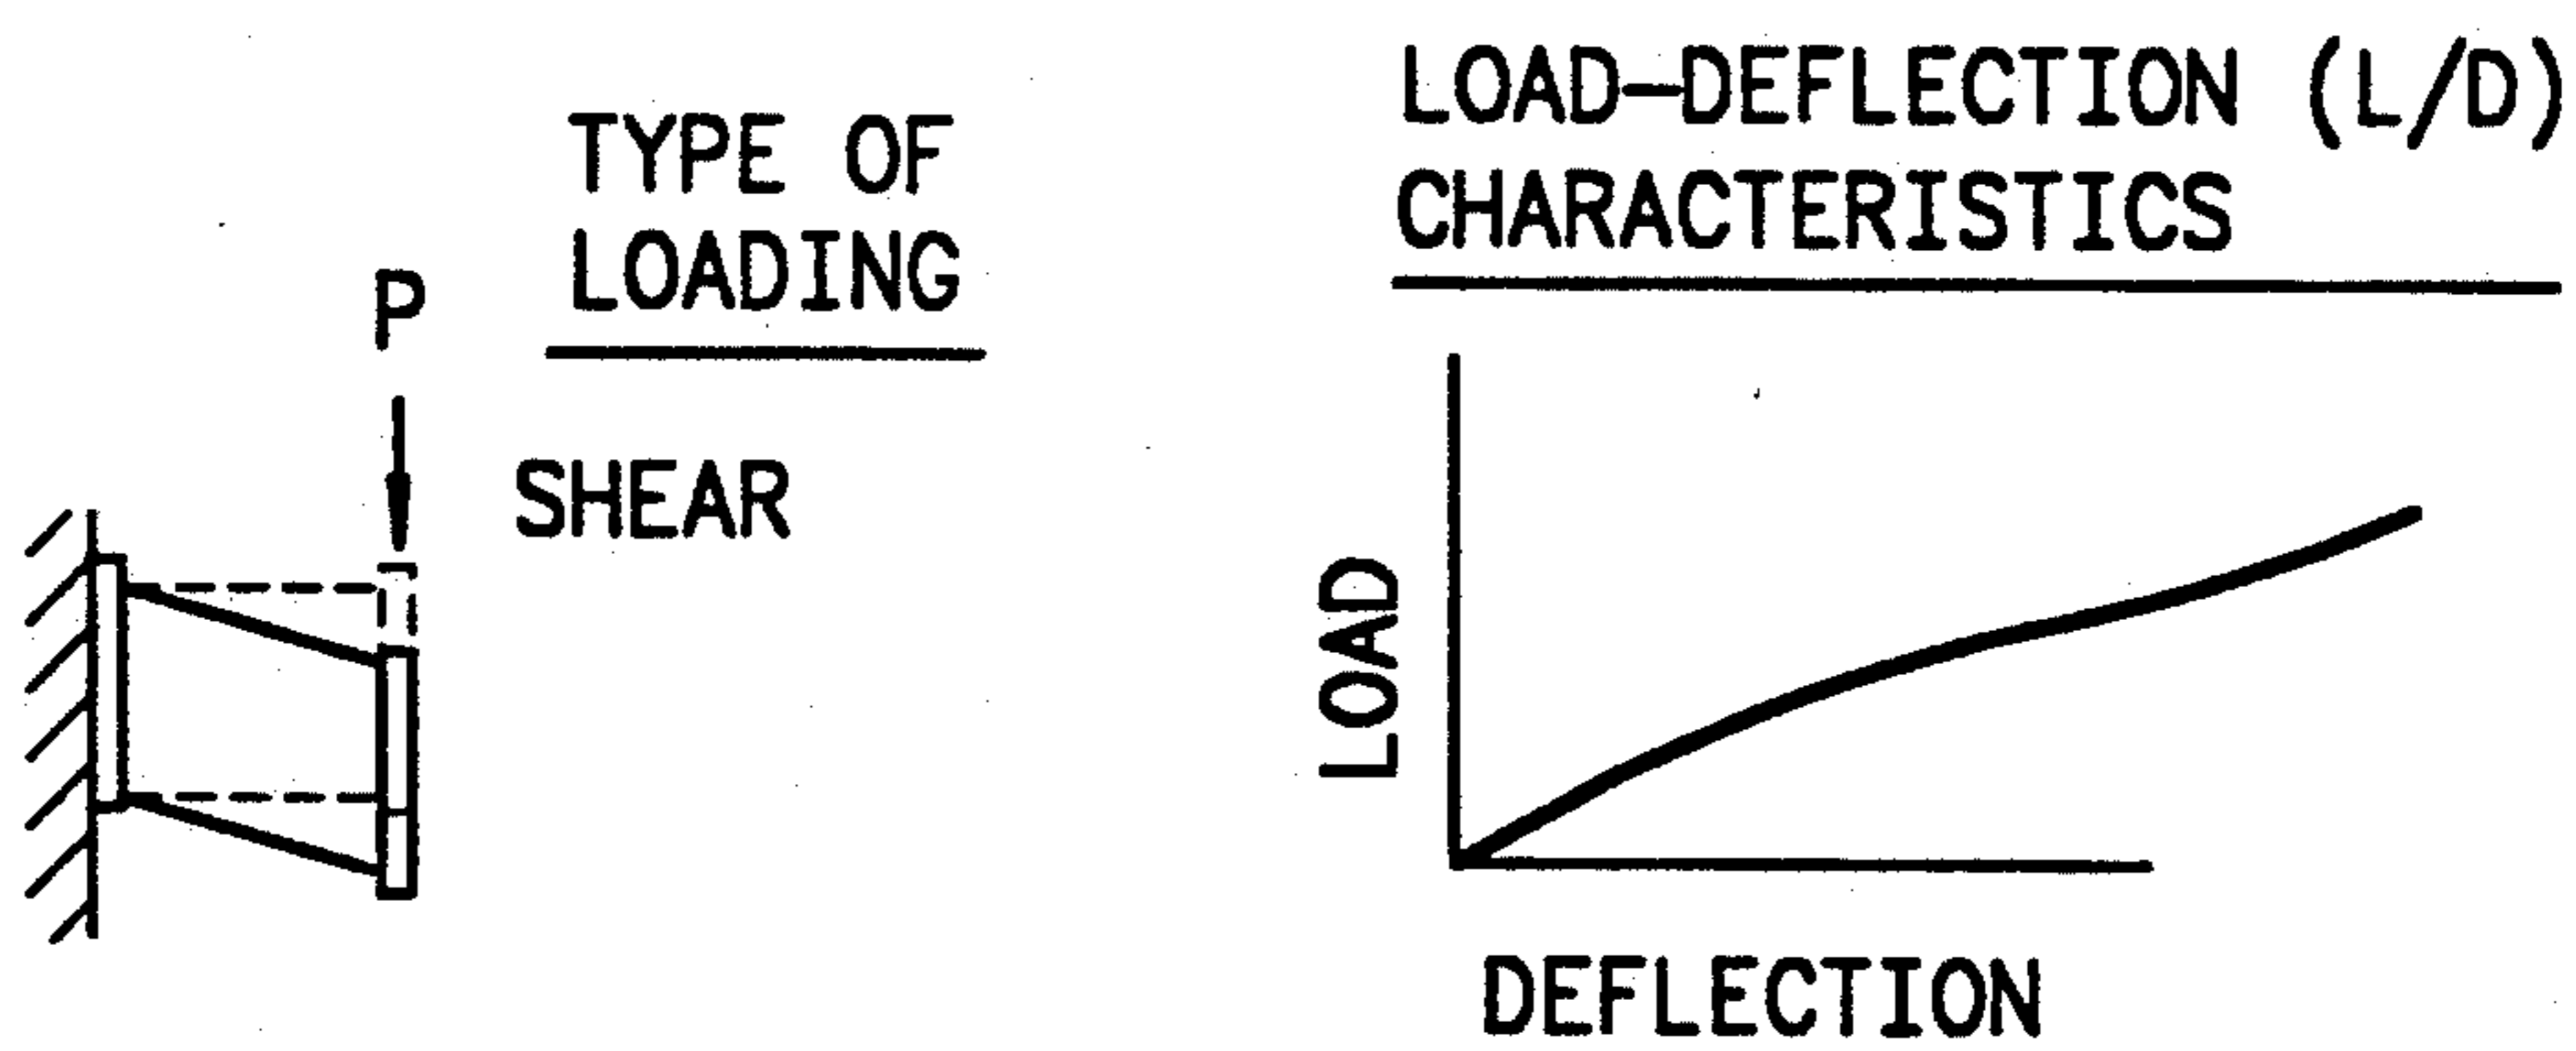 TYPE OF
LOADING
P
SHEAR
LOAD-DEFLECTION (L/D)
CHARACTERISTICS
LOAD
DEFLECTION